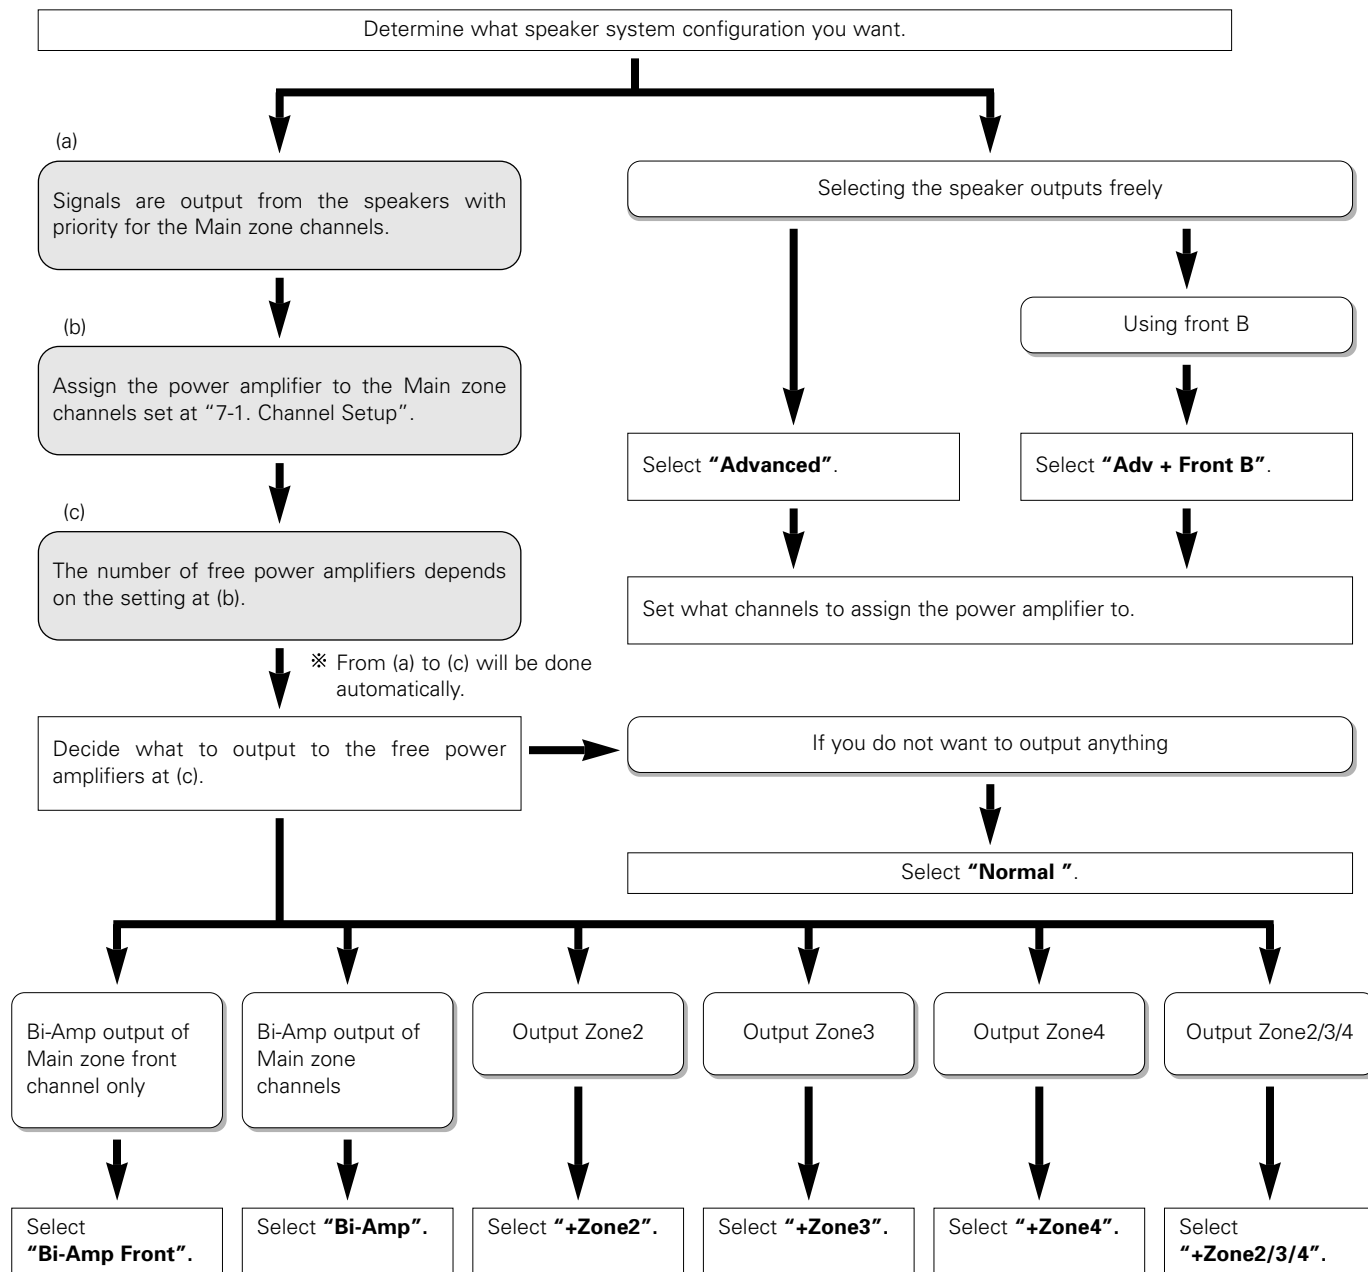 Determine what speaker system configuration you want.
(a)
Signals are output from the speakers with
priority for the Main zone channels.
Selecting the speaker outputs freely
Using front B
(b)
Assign the power amplifier to the Main zone
channels set at “7-1. Channel Setup”.
Select “Advanced”.
Select “Adv + Front B”.
(c)
The number of free power amplifiers depends
on the setting at (b).
Set what channels to assign the power amplifier to.
※ From (a) to (c) will be done
automatically.
Decide what to output to the free power
amplifiers at (c).
If you do not want to output anything
Select “Normal ”.
Bi-Amp output of
Main zone front
channel only
Bi-Amp output of
Main zone
channels
Output Zone2
Output Zone3
Output Zone4
Output Zone2/3/4
Select
“Bi-Amp Front”.
Select “Bi-Amp”.
Select “+Zone2”.
Select “+Zone3”.
Select “+Zone4”.
Select
“+Zone2/3/4”.